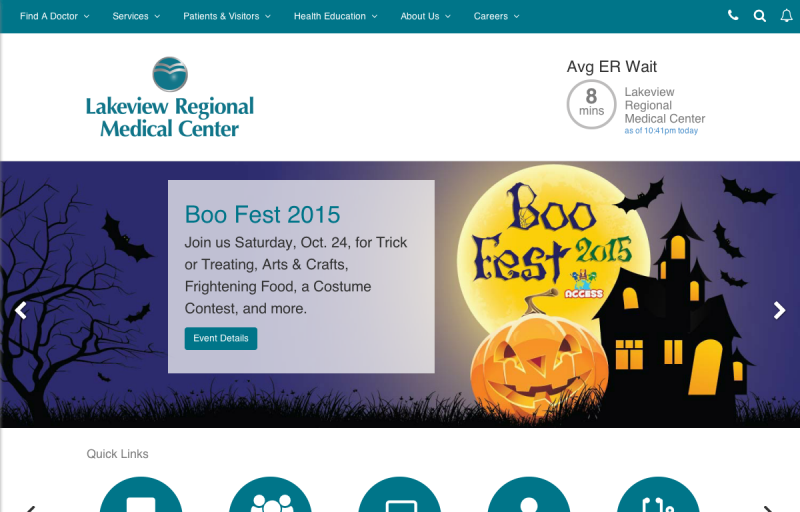 Find A Doctor Services Patients & Visitors Health Education About Us Careers
Lakeview Regional
Medical Center
Avg ER Wait
8
mins
Lakeview
Regional
Medical Center
as of 10:41pm today
Boo Fest 2015
Join us Saturday, Oct. 24, for Trick
or Treating, Arts & Crafts,
Frightening Food, a Costume
Contest, and more.
Event Details
Boo
Fest 2015
ACCESS
Quick Links